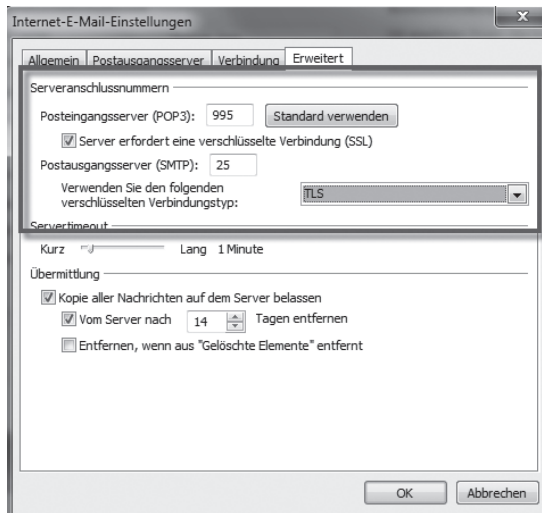 Internet-E-Mail-Einstellungen
Allgemein Postausgangsserver Verbindung Erweitert
Serveranschlussnummern
Posteingangsserver (POP3): 995 Standard verwenden
Server erfordert eine verschlüsselte Verbindung (SSL)
Postausgangsserver (SMTP): 25
Verwenden Sie den folgenden
verschlüsselten Verbindungstyp: TLS
Servertimeout
Kurz Lang 1 Minute
Übermittlung
Kopie aller Nachrichten auf dem Server belassen
Vom Server nach 14 Tagen entfernen
Entfernen, wenn aus "Gelöschte Elemente" entfernt
OK Abbrechen